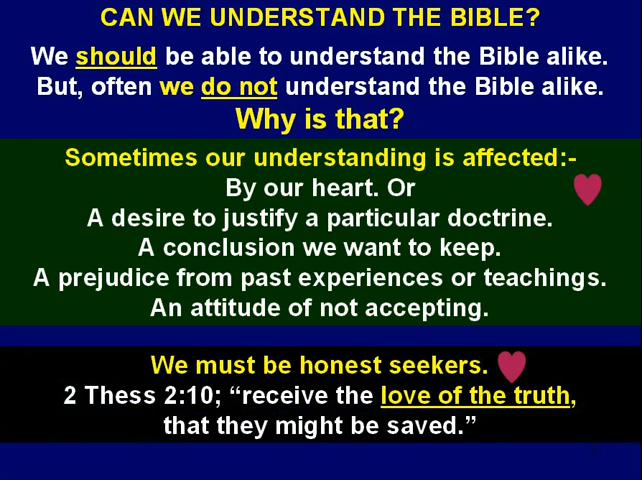 CAN WE UNDERSTAND THE BIBLE?
We should be able to understand the Bible alike.
But, often we do not understand the Bible alike.
Why is that?
Sometimes our understanding is affected:-
By our heart. Or
A desire to justify a particular doctrine.
A conclusion we want to keep.
A prejudice from past experiences or teachings.
An attitude of not accepting.
We must be honest seekers.
2 Thess 2:10; “receive the love of the truth,
that they might be saved.”